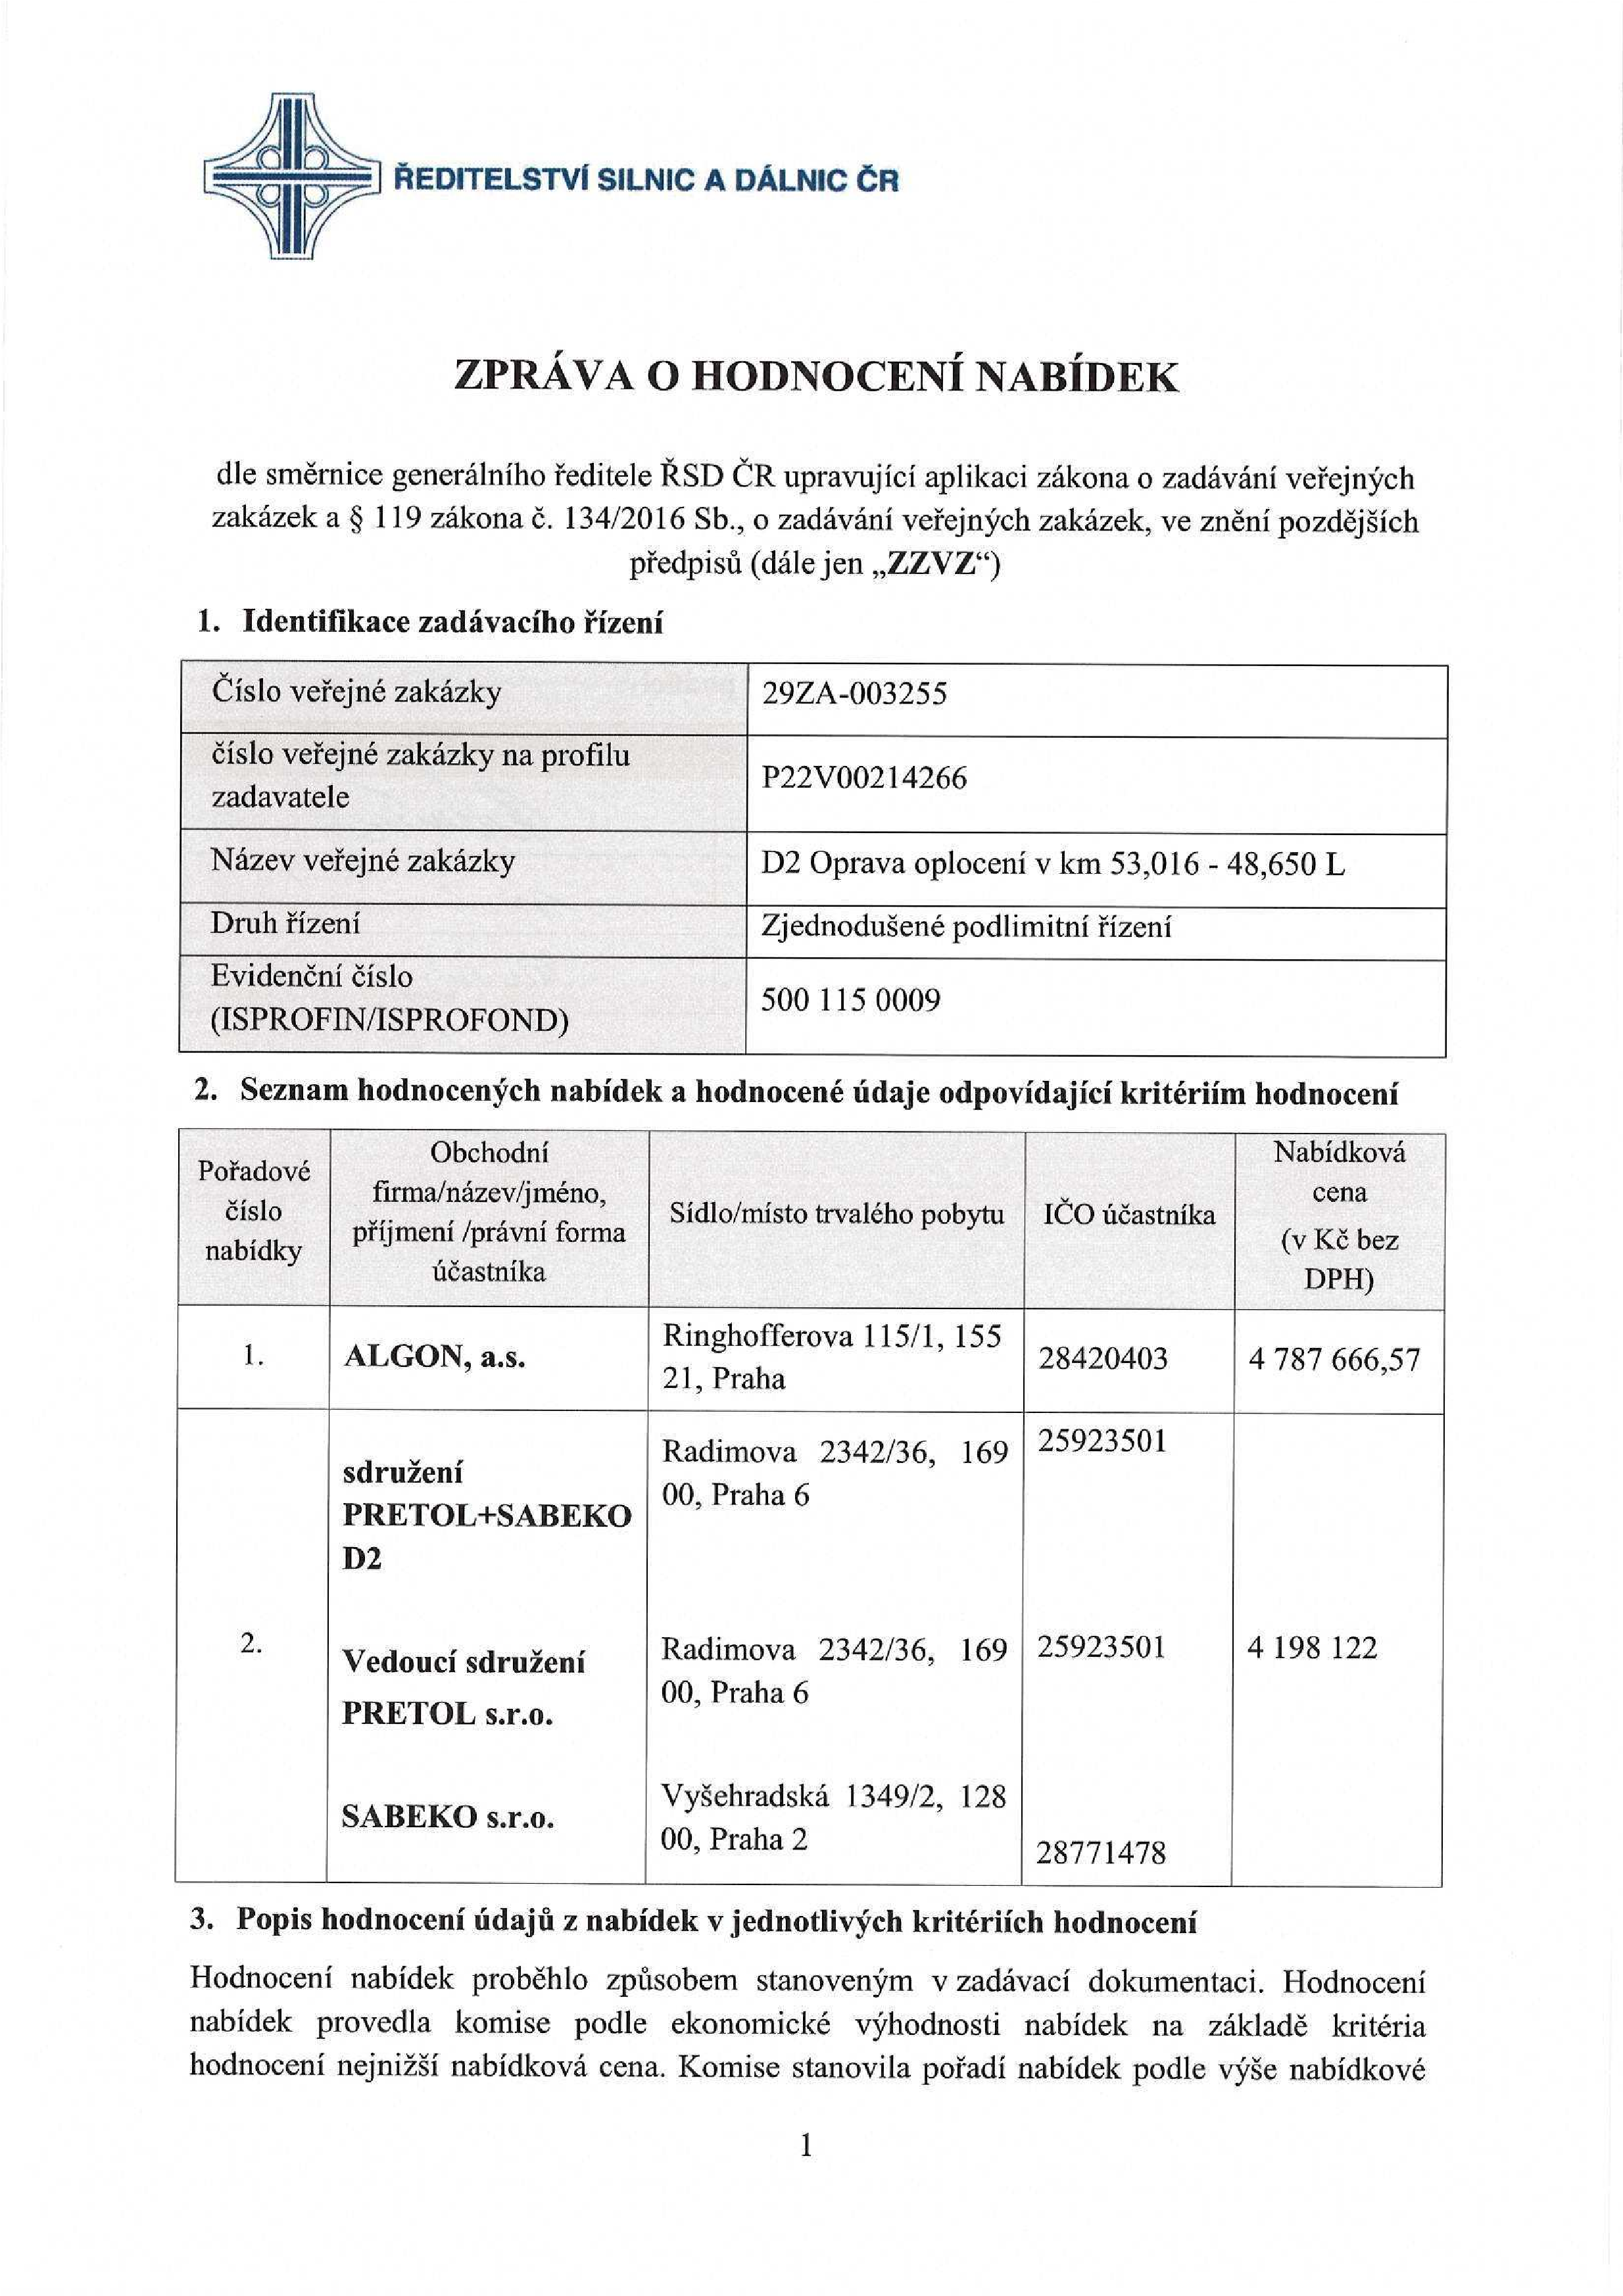 ŘEDITELSTVÍ SILNIC A DÁLNIC ČR
ZPRÁVA O HODNOCENÍ NABÍDEK
dle směrnice generálního ředitele ŘSD ČR upravující aplikaci zákona o zadávání veřejných
zakázek a § 119 zákona č. 134/2016 Sb., o zadávání veřejných zakázek, ve znění pozdějších
předpisů (dále jen „ZZVZ“)
1. Identifikace zadávacího řízení
Číslo veřejné zakázky
29ZA-003255
číslo veřejné zakázky na profilu
zadavatele
P22V00214266
Název veřejné zakázky
D2 Oprava oplocení v km 53,016 - 48,650 L
Druh řízení
Zjednodušené podlimitní řízení
Evidenční číslo
(ISPROFIN/ISPROFOND)
500 115 0009
2. Seznam hodnocených nabídek a hodnocené údaje odpovídající kritériím hodnocení
Pořadové
číslo
nabídky
Obchodní
firma/název/jméno,
příjmení /právní forma
účastníka
Sídlo/místo trvalého pobytu
IČO účastníka
Nabídková
cena
(v Kč bez
DPH)
1.
ALGON, a.s.
Ringhofferova 115/1, 155
21, Praha
28420403
4 787 666,57
2.
sdružení
PRETOL+SABEKO
D2
Radimova 2342/36, 169
00, Praha 6
25923501
Vedoucí sdružení
PRETOL s.r.o.
Radimova 2342/36, 169
00, Praha 6
25923501
4 198 122
SABEKO s.r.o.
Vyšehradská 1349/2, 128
00, Praha 2
28771478
3. Popis hodnocení údajů z nabídek v jednotlivých kritériích hodnocení
Hodnocení nabídek proběhlo způsobem stanoveným v zadávací dokumentaci. Hodnocení
nabídek provedla komise podle ekonomické výhodnosti nabídek na základě kritéria
hodnocení nejnižší nabídková cena. Komise stanovila pořadí nabídek podle výše nabídkové
1